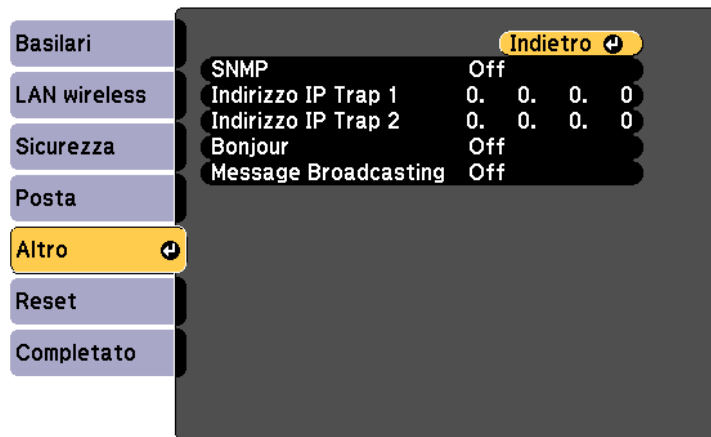 Basilari
LAN wireless
Sicurezza
Posta
Altro
Reset
Completato
Indietro
SNMP Off
Indirizzo IP Trap 1 0. 0. 0. 0
Indirizzo IP Trap 2 0. 0. 0. 0
Bonjour Off
Message Broadcasting Off